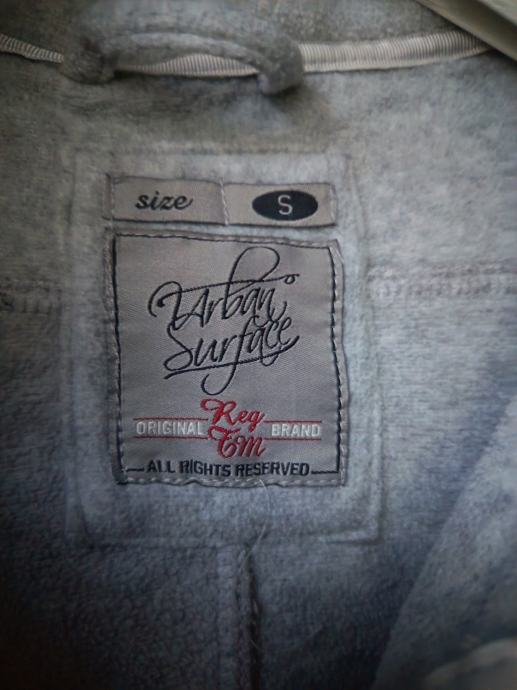 size S
Urban
Surface
Reg
ORIGINAL BRAND
TM
ALL RIGHTS RESERVED